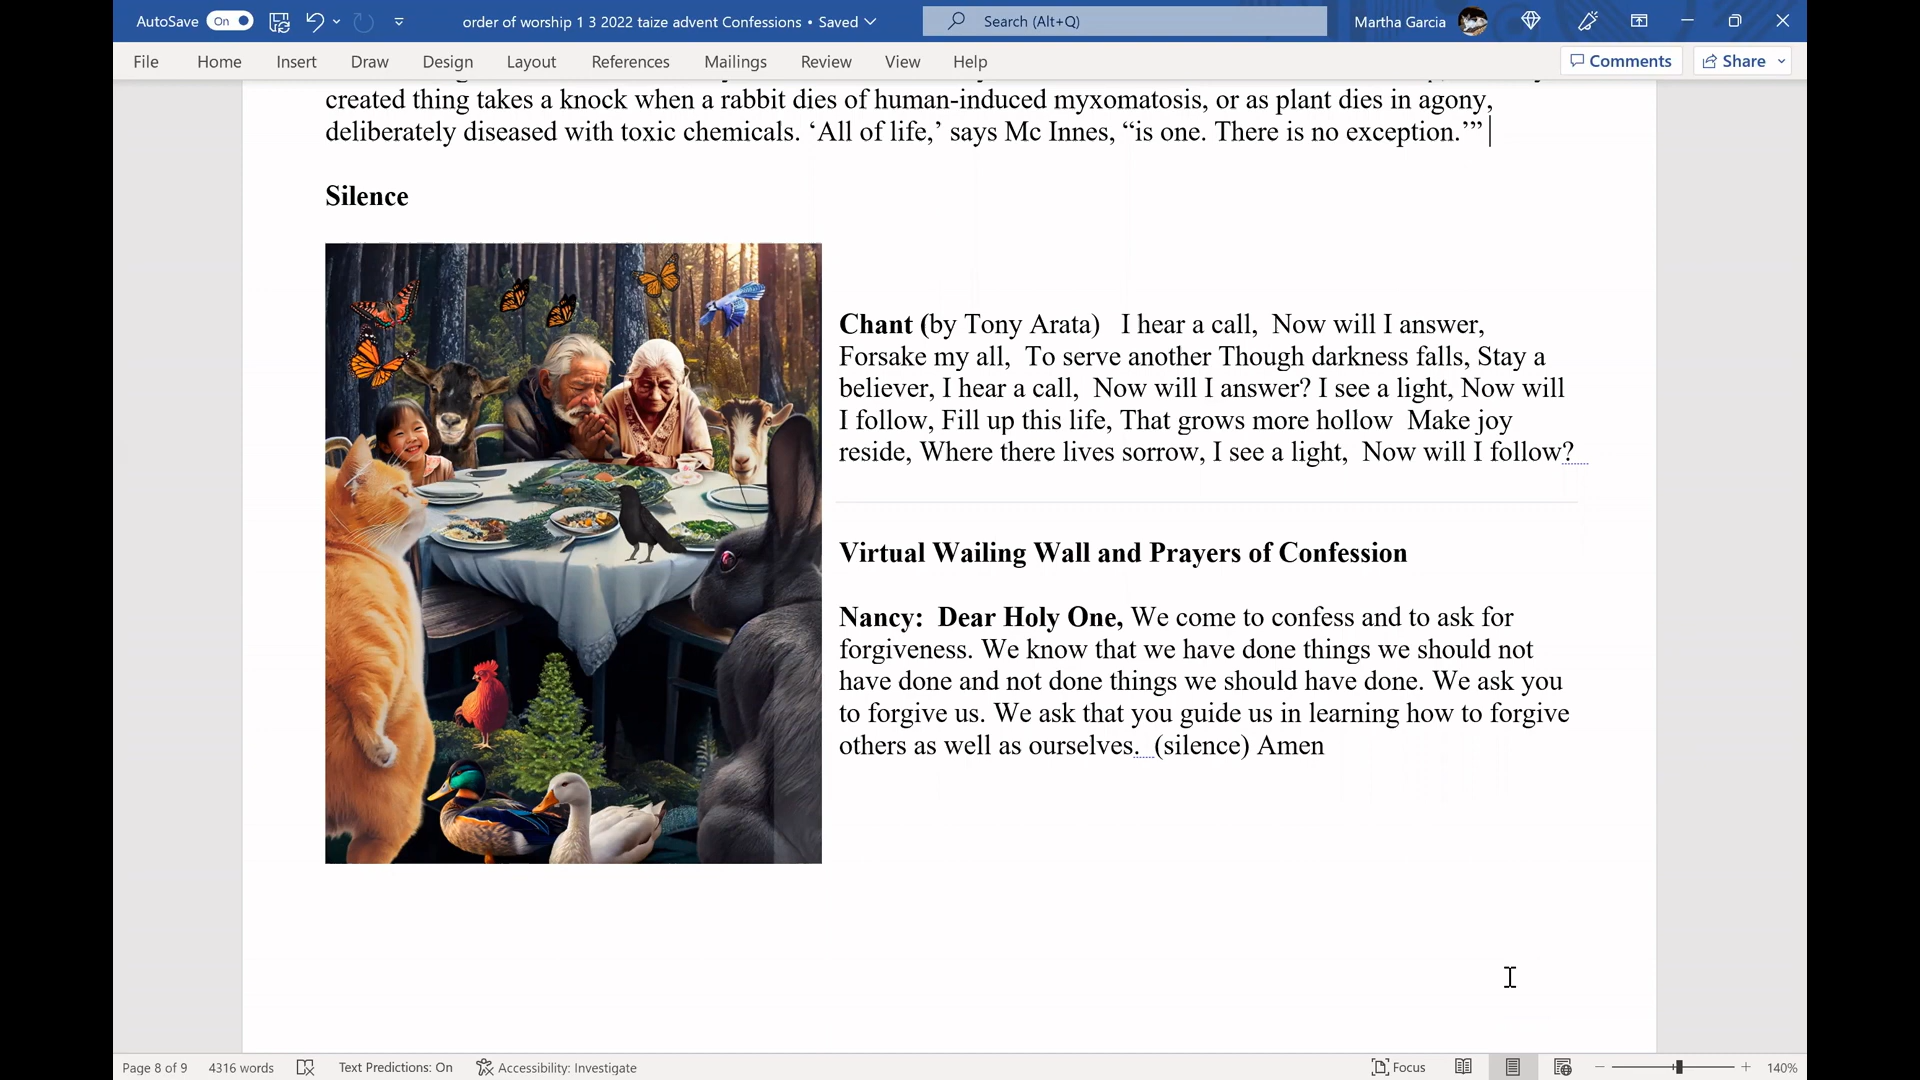 AutoSave On order of worship 1 3 2022 taize advent Confessions • Saved Search (Alt+Q) Martha Garcia
File Home Insert Draw Design Layout References Mailings Review View Help Comments Share
created thing takes a knock when a rabbit dies of human-induced myxomatosis, or as plant dies in agony,
deliberately diseased with toxic chemicals. ‘All of life,’ says Mc Innes, “is one. There is no exception.’”
Silence
Chant (by Tony Arata) I hear a call, Now will I answer,
Forsake my all, To serve another Though darkness falls, Stay a
believer, I hear a call, Now will I answer? I see a light, Now will
I follow, Fill up this life, That grows more hollow Make joy
reside, Where there lives sorrow, I see a light, Now will I follow?
Virtual Wailing Wall and Prayers of Confession
Nancy: Dear Holy One, We come to confess and to ask for
forgiveness. We know that we have done things we should not
have done and not done things we should have done. We ask you
to forgive us. We ask that you guide us in learning how to forgive
others as well as ourselves. (silence) Amen
Page 8 of 9 4316 words Text Predictions: On Accessibility: Investigate Focus 140%